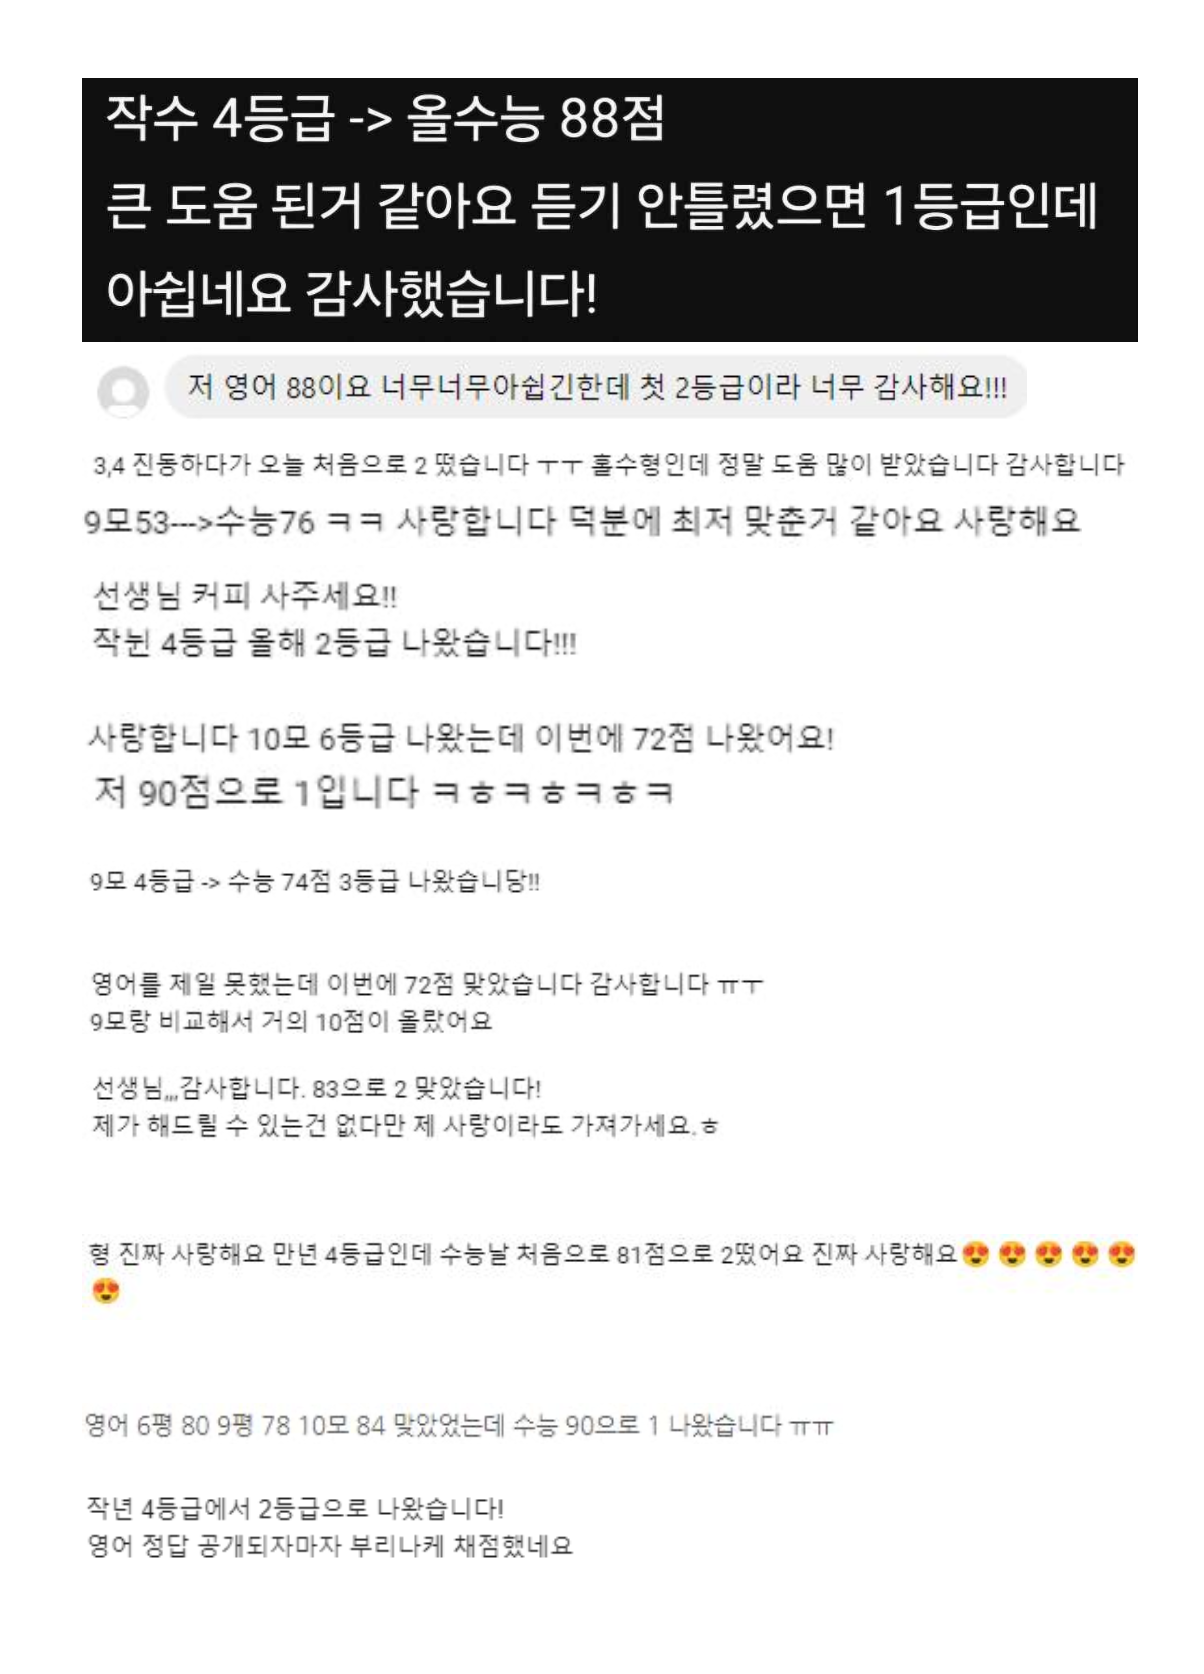 작수 4등급 -> 올수능 88점
큰 도움 된거 같아요 듣기 안틀렸으면 1등급인데
아쉽네요 감사했습니다!
저 영어 88이요 너무너무아쉽긴한데 첫 2등급이라 너무 감사해요!!!
3,4 진동하다가 오늘 처음으로 2 떴습니다 ㅜㅜ 홀수형인데 정말 도움 많이 받았습니다 감사합니다
9모53--->수능76 ㅋㅋ 사랑합니다 덕분에 최저 맞춘거 같아요 사랑해요
선생님 커피 사주세요!!
작뉜 4등급 올해 2등급 나왔습니다!!!
사랑합니다 10모 6등급 나왔는데 이번에 72점 나왔어요!
저 90점으로 1입니다 ㅋㅎㅋㅎㅋㅎㅋ
9모 4등급 -> 수능 74점 3등급 나왔습니당!!
영어를 제일 못했는데 이번에 72점 맞았습니다 감사합니다 ㅠㅜ
9모랑 비교해서 거의 10점이 올랐어요
선생님,,,감사합니다. 83으로 2 맞았습니다!
제가 해드릴 수 있는건 없다만 제 사랑이라도 가져가세요.ㅎ
형 진짜 사랑해요 만년 4등급인데 수능날 처음으로 81점으로 2떴어요 진짜 사랑해요😍 😍 😍 😍 😍
😍
영어 6평 80 9평 78 10모 84 맞았었는데 수능 90으로 1 나왔습니다 ㅠㅠ
작년 4등급에서 2등급으로 나왔습니다!
영어 정답 공개되자마자 부리나케 채점했네요